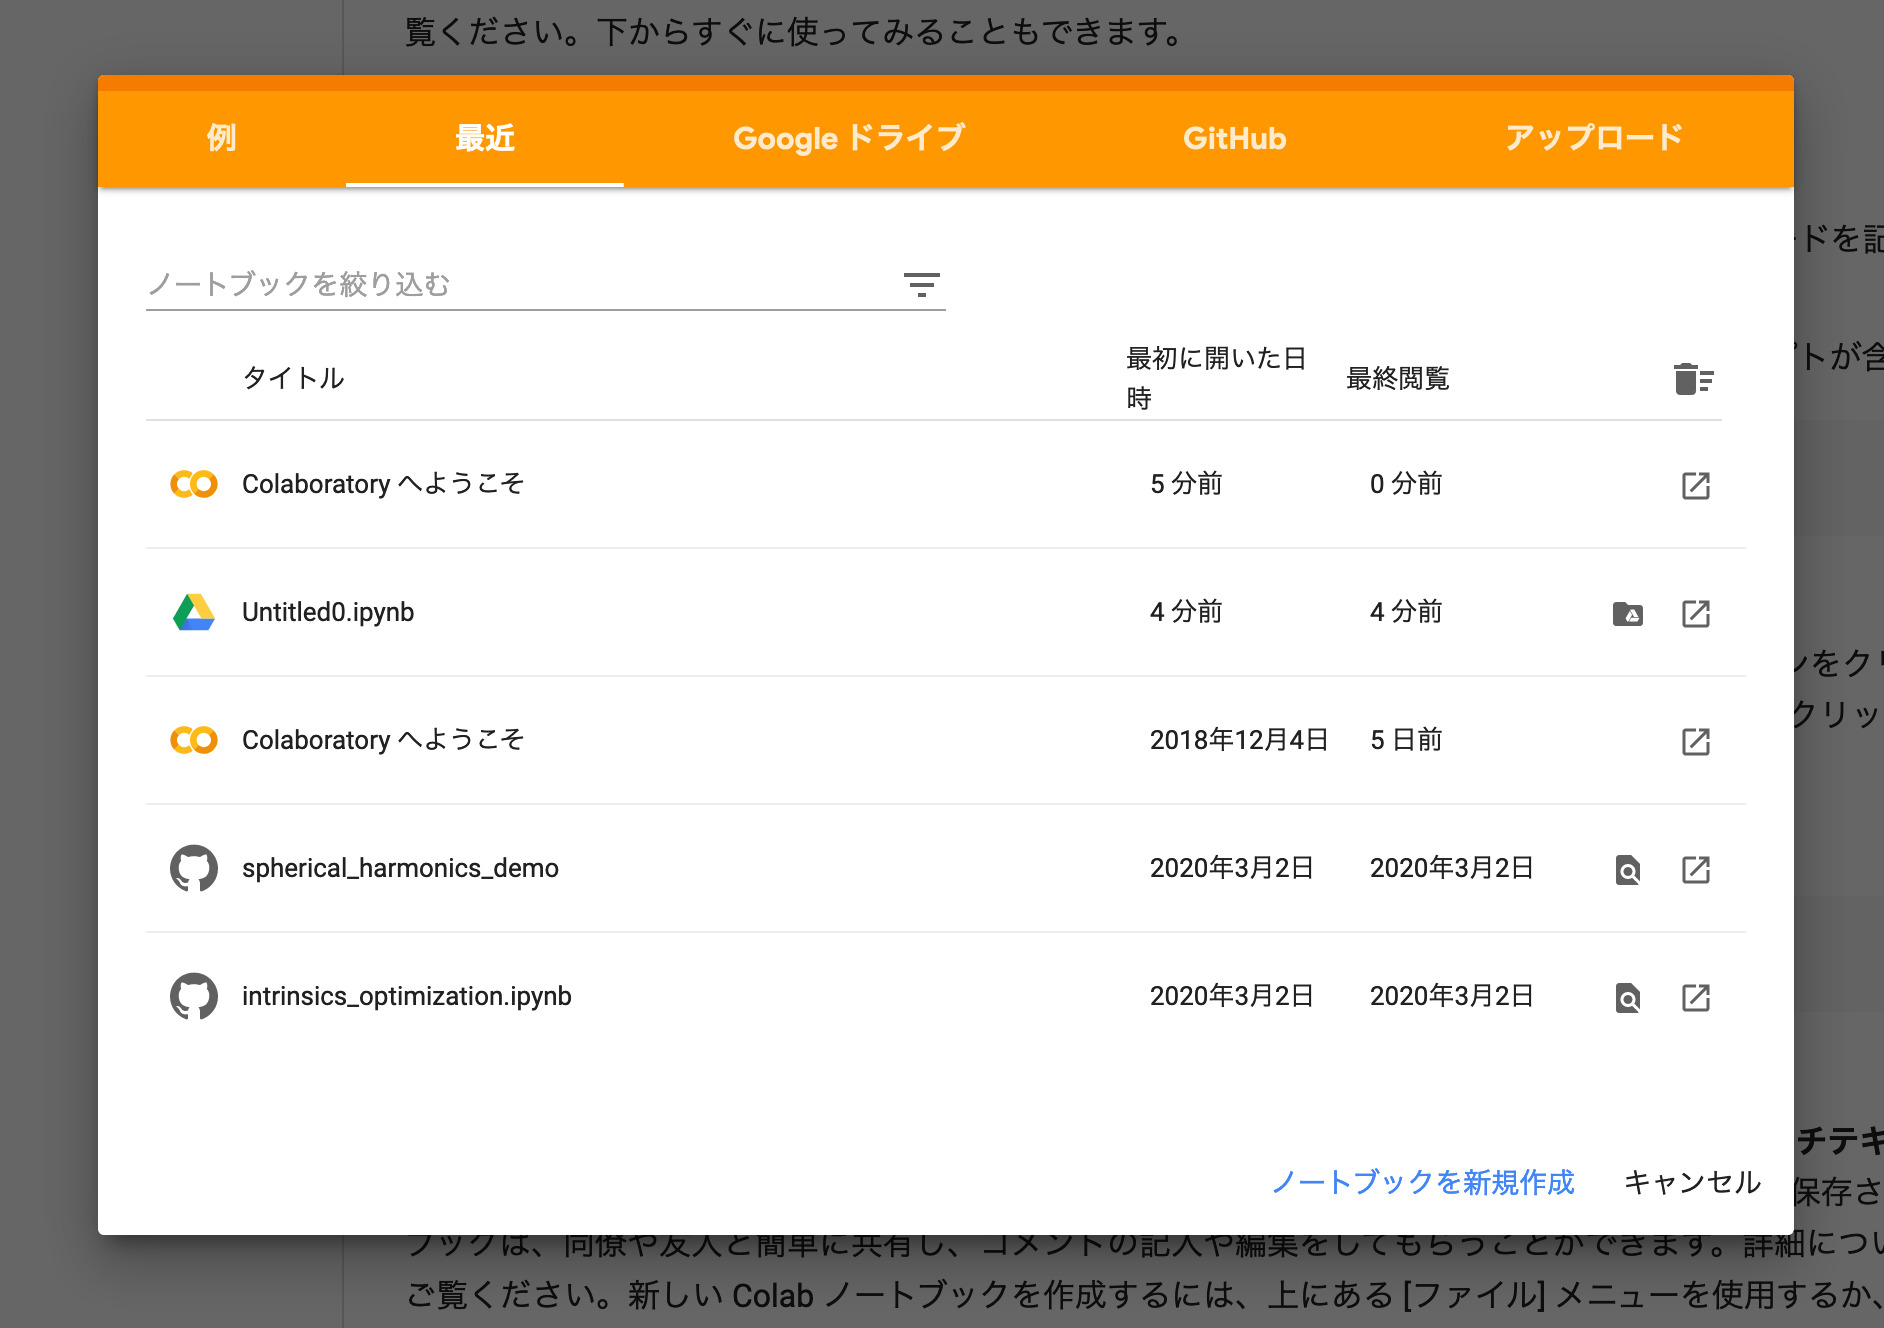 覧ください。下からすぐに使ってみることもできます。
例 最近 Google ドライブ GitHub アップロード
ドを記
ノートブックを絞り込む
タイトル 最初に開いた日時 最終閲覧
トが含
Colaboratory へようこそ 5 分前 0 分前
Untitled0.ipynb 4 分前 4 分前
ンをク
クリッ
Colaboratory へようこそ 2018年12月4日 5 日前
spherical_harmonics_demo 2020年3月2日 2020年3月2日
intrinsics_optimization.ipynb 2020年3月2日 2020年3月2日
チテキ
ノートブックを新規作成 キャンセル
保存さ
ブックは、同僚や友人と簡単に共有し、コメントの記入や編集をしてもらうことができます。詳細につい
ご覧ください。新しい Colab ノートブックを作成するには、上にある [ファイル] メニューを使用するか、